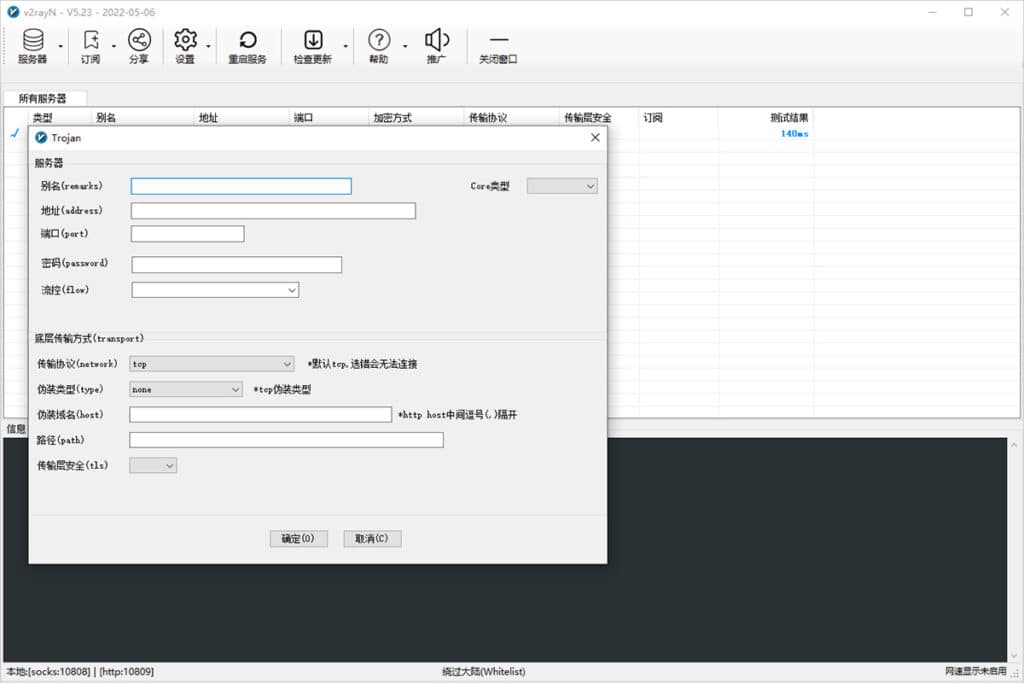 v2rayN - V5.23 - 2022-05-06
服务器 订阅 分享 设置 重启服务 检查更新 帮助 推广 关闭窗口
所有服务器
类型 别名 地址 端口 加密方式 传输协议 传输层安全 订阅 测试结果
140ms
Trojan
服务器
别名(remarks) Core类型
地址(address)
端口(port)
密码(password)
流控(flow)
底层传输方式(transport)
传输协议(network) tcp *默认tcp,选错会无法连接
伪装类型(type) none *tcp伪装类型
伪装域名(host) *http host中间逗号(,)隔开
信息
路径(path)
传输层安全(tls)
确定(O) 取消(C)
本地:[socks:10808] | [http:10809] 绕过大陆(Whitelist) 网速显示未启用